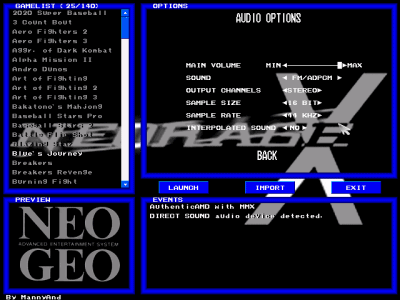 GAMELIST (25/140)
2020 Super Baseball
3 Count Bout
Aero Fighters 2
Aero Fighters 3
Aggr. of Dark Kombat
Alpha Mission II
Andro Dunos
Art of Fighting
Art of Fighting 2
Art of Fighting 3
Bakatono's Mahjong
Baseball Stars Pro
Baseball Stars 2
Blue's Journey
Breakers
Breakers Revenge
Burning Fight
OPTIONS
AUDIO OPTIONS
MAIN VOLUME MIN MAX
SOUND FM/ADPCM
OUTPUT CHANNELS STEREO
SAMPLE SIZE 16 BIT
SAMPLE RATE 44 KHZ
INTERPOLATED SOUND NO
BACK
LAUNCH
IMPORT
EXIT
PREVIEW
NEO
ADVANCED ENTERTAINMENT SYSTEM
GEO
EVENTS
AuthenticAMD with MMX
DIRECT SOUND audio device detected.
By MannyAnd